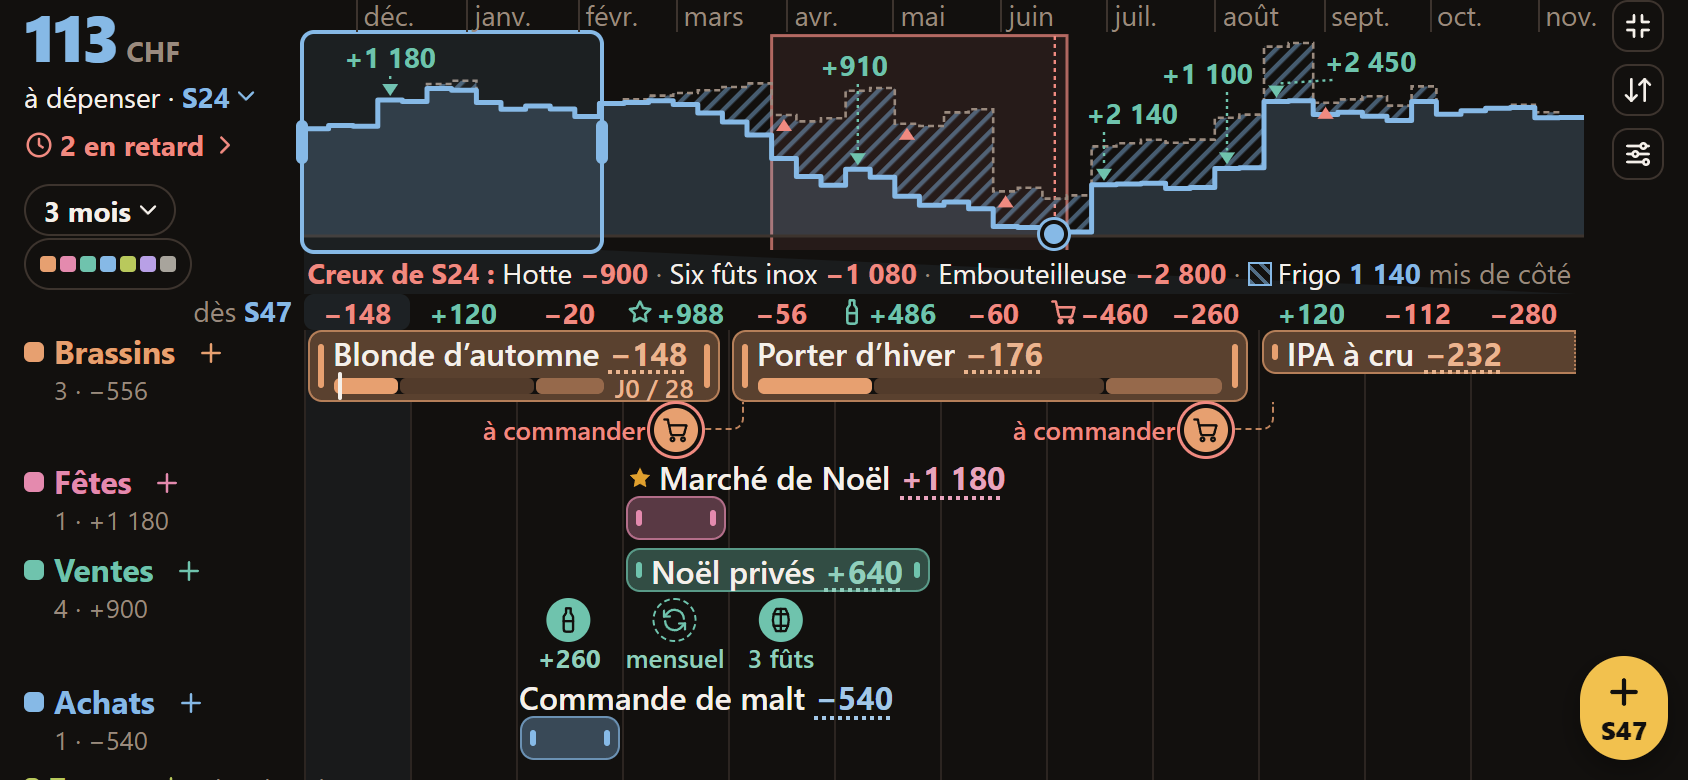 113 CHF
à dépenser · S24
2 en retard
3 mois
déc. janv. févr. mars avr. mai juin juil. août sept. oct. nov.
+1 180
+910
+2 140
+1 100
+2 450
Creux de S24 : Hotte −900 · Six fûts inox −1 080 · Embouteilleuse −2 800 · Frigo 1 140 mis de côté
dès S47 −148 +120 −20 +988 −56 +486 −60 −460 −260 +120 −112 −280
Brassins +
3 · −556
Blonde d’automne −148
J0 / 28
Porter d’hiver −176
IPA à cru −232
à commander
à commander
Fêtes +
1 · +1 180
Marché de Noël +1 180
Ventes +
4 · +900
Noël privés +640
+260 mensuel 3 fûts
Achats +
1 · −540
Commande de malt −540
+
S47